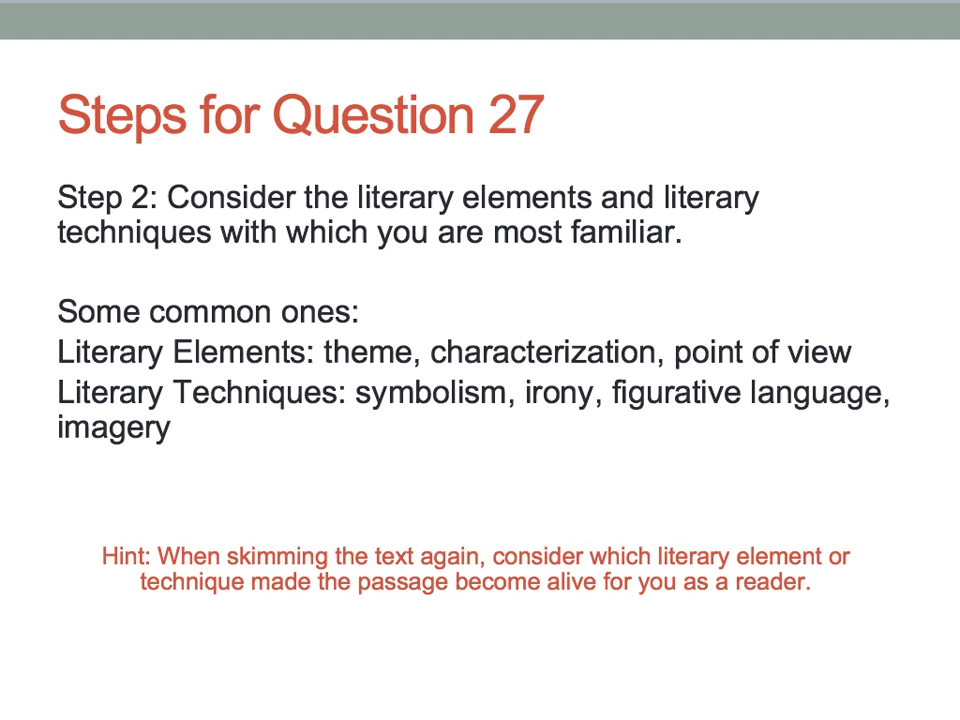 Steps for Question 27
Step 2: Consider the literary elements and literary
techniques with which you are most familiar.
Some common ones:
Literary Elements: theme, characterization, point of view
Literary Techniques: symbolism, irony, figurative language,
imagery
Hint: When skimming the text again, consider which literary element or
technique made the passage become alive for you as a reader.